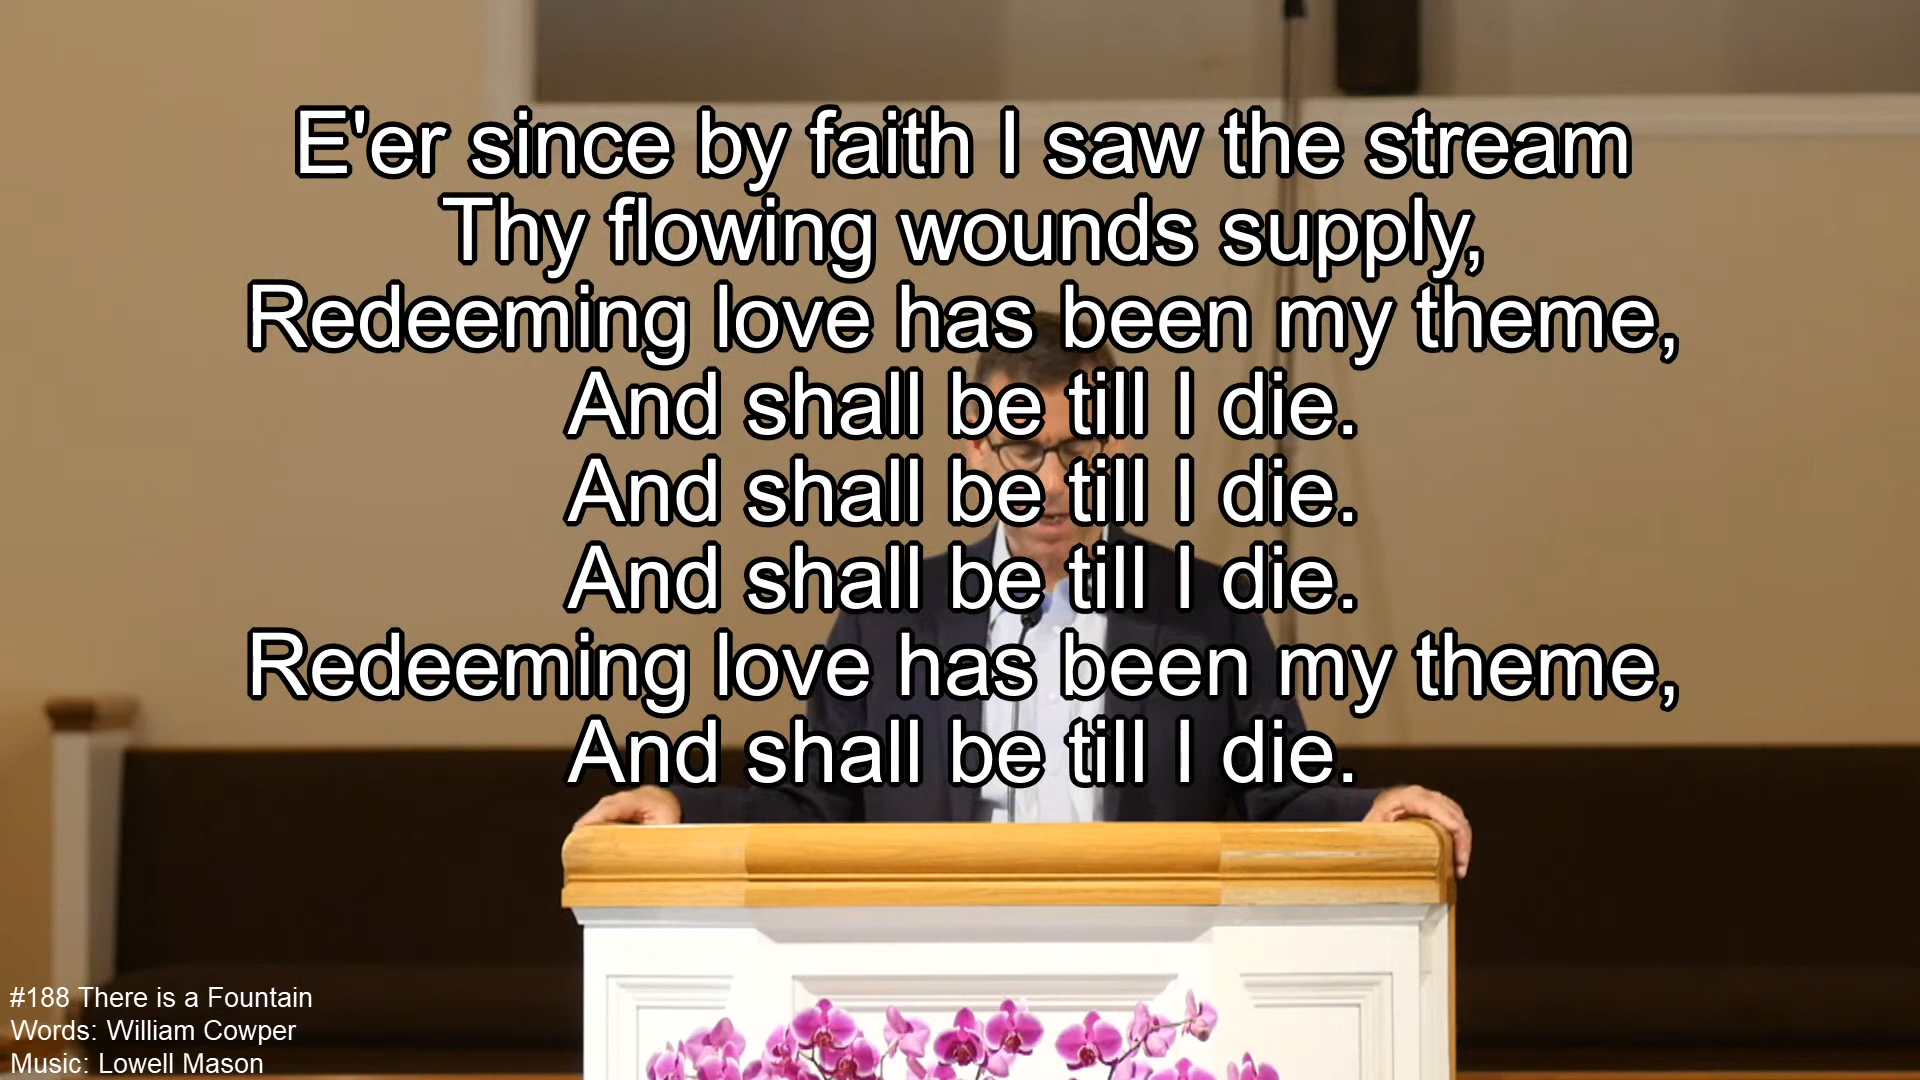 E'er since by faith I saw the stream
Thy flowing wounds supply,
Redeeming love has been my theme,
And shall be till I die.
And shall be till I die.
And shall be till I die.
Redeeming love has been my theme,
And shall be till I die.
#188 There is a Fountain
Words: William Cowper
Music: Lowell Mason